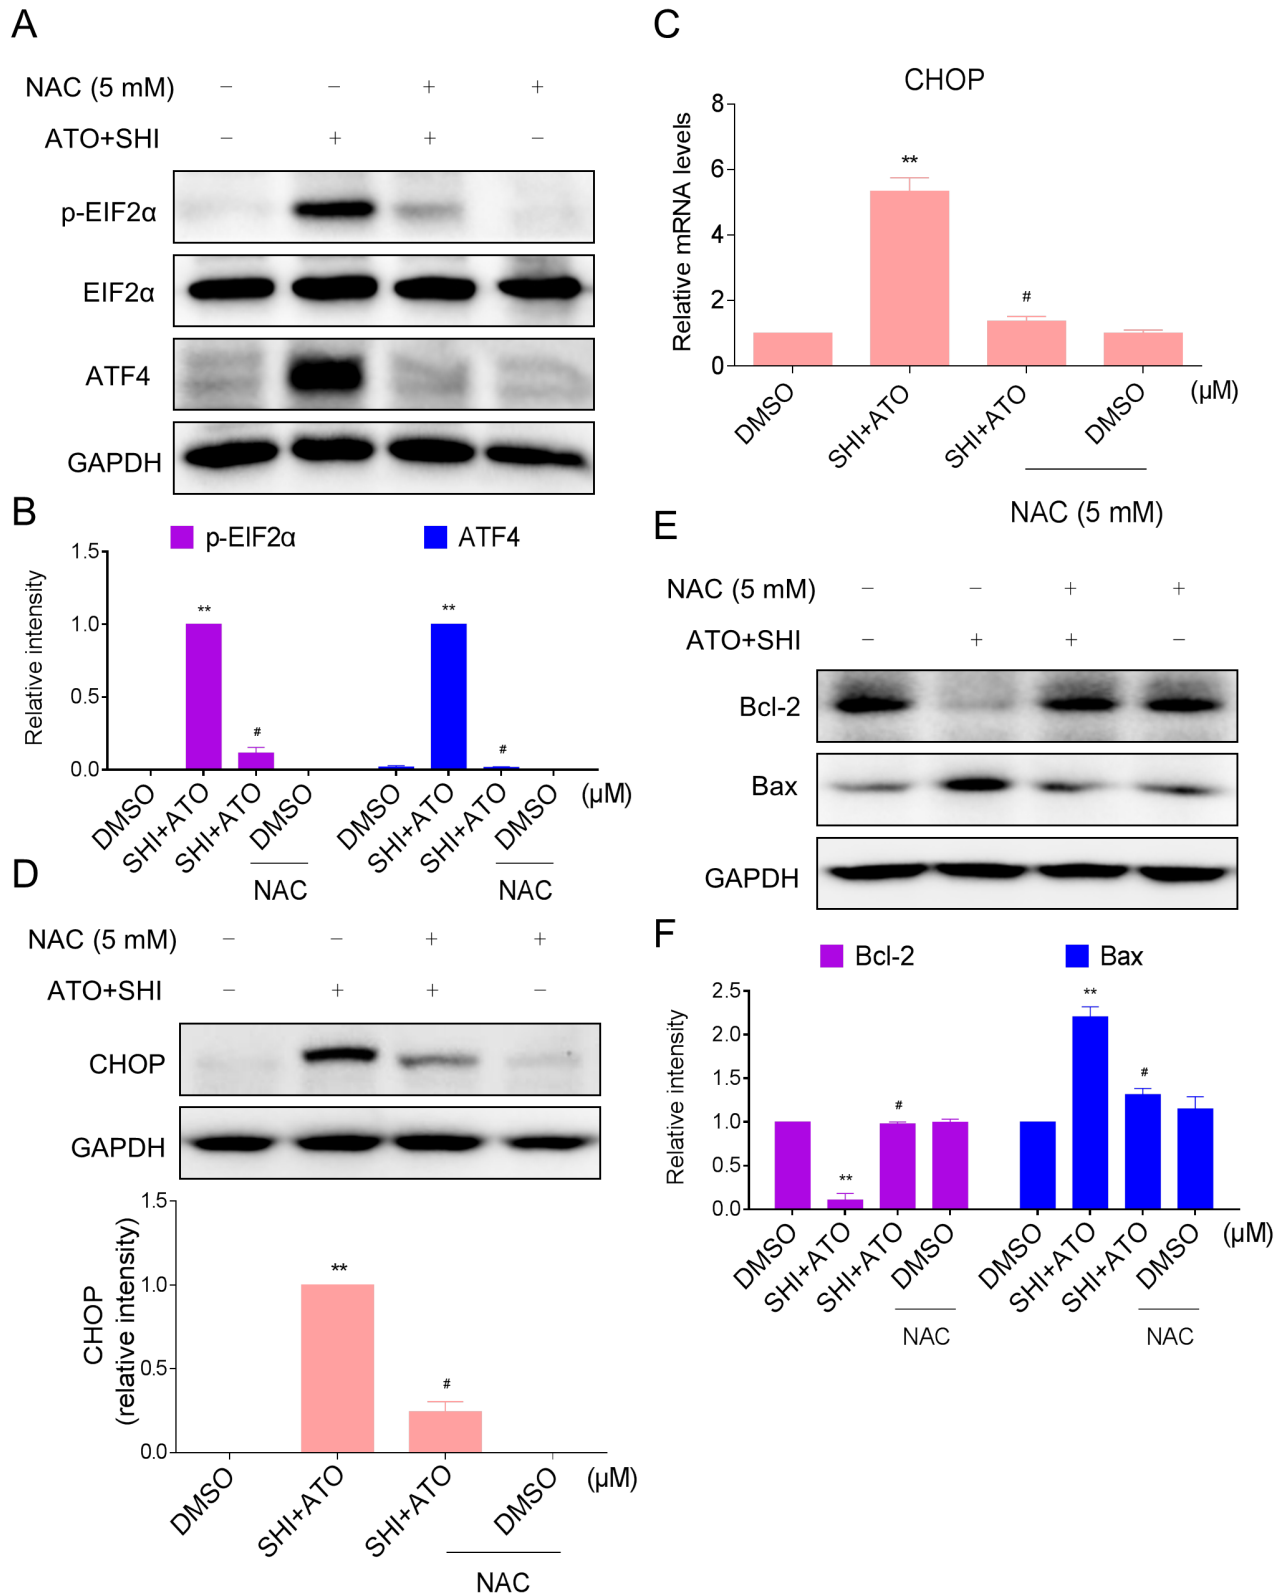 A
NAC (5 mM) − − + +
ATO+SHI − + + −
p-EIF2α
EIF2α
ATF4
GAPDH
B
p-EIF2α ATF4
Relative intensity
1.5
1.0
0.5
0.0
** # ** #
DMSO SHI+ATO SHI+ATO DMSO DMSO SHI+ATO SHI+ATO DMSO (μM)
NAC NAC
C
CHOP
Relative mRNA levels
8
6
4
2
0
** #
DMSO SHI+ATO SHI+ATO DMSO (μM)
NAC (5 mM)
D
NAC (5 mM) − − + +
ATO+SHI − + + −
CHOP
GAPDH
CHOP
(relative intensity)
1.5
1.0
0.5
0.0
** #
DMSO SHI+ATO SHI+ATO DMSO (μM)
NAC
E
NAC (5 mM) − − + +
ATO+SHI − + + −
Bcl-2
Bax
GAPDH
F
Bcl-2 Bax
Relative intensity
2.5
2.0
1.5
1.0
0.5
0.0
** # ** #
DMSO SHI+ATO SHI+ATO DMSO DMSO SHI+ATO SHI+ATO DMSO (μM)
NAC NAC